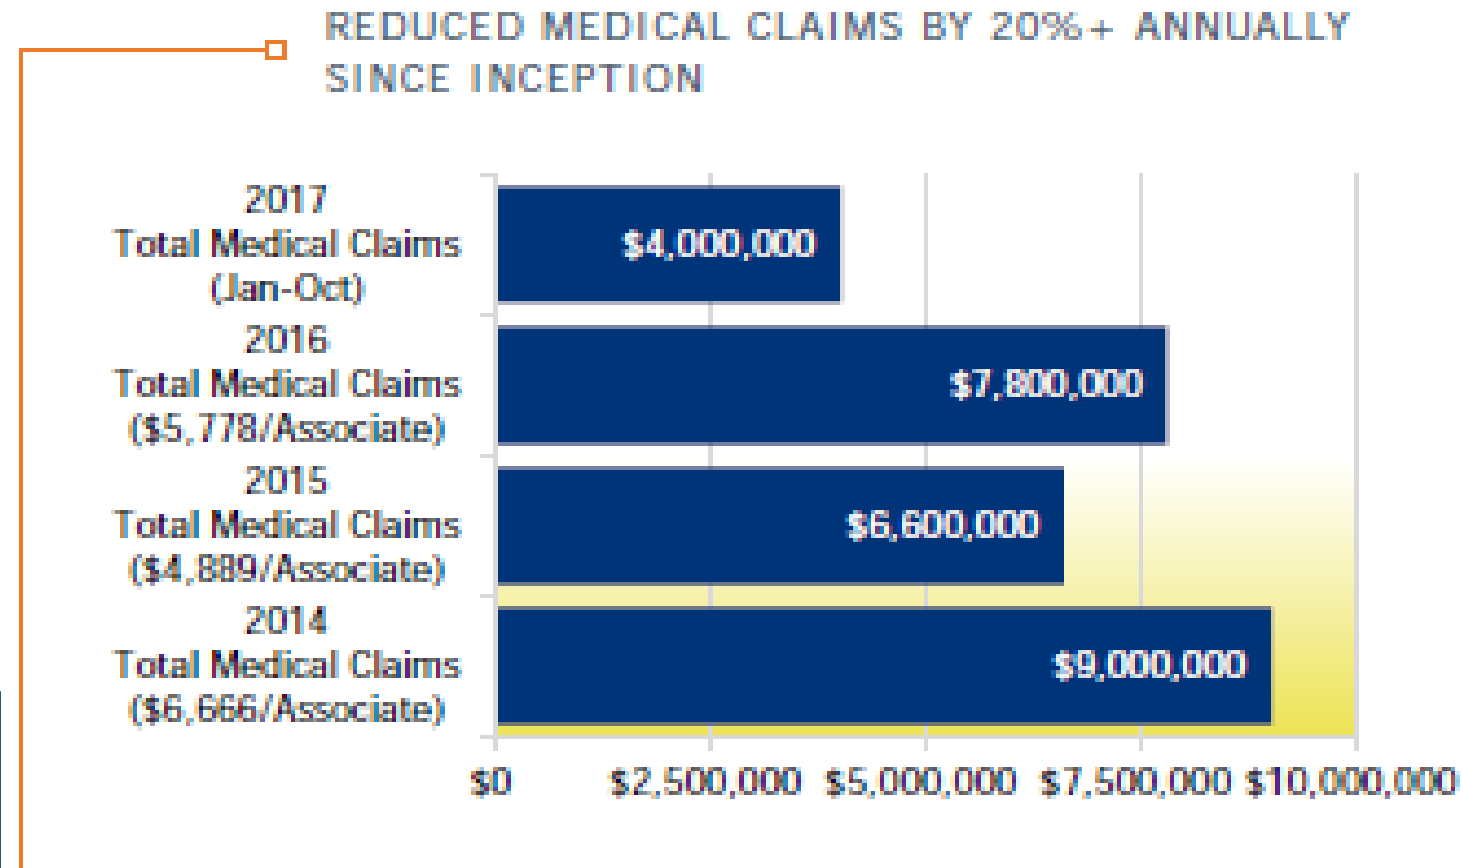 REDUCED MEDICAL CLAIMS BY 20%+ ANNUALLY
SINCE INCEPTION
2017
Total Medical Claims
(Jan-Oct)
$4,000,000
2016
Total Medical Claims
($5,778/Associate)
$7,800,000
2015
Total Medical Claims
($4,889/Associate)
$6,600,000
2014
Total Medical Claims
($6,666/Associate)
$9,000,000
$0 $2,500,000 $5,000,000 $7,500,000 $10,000,000